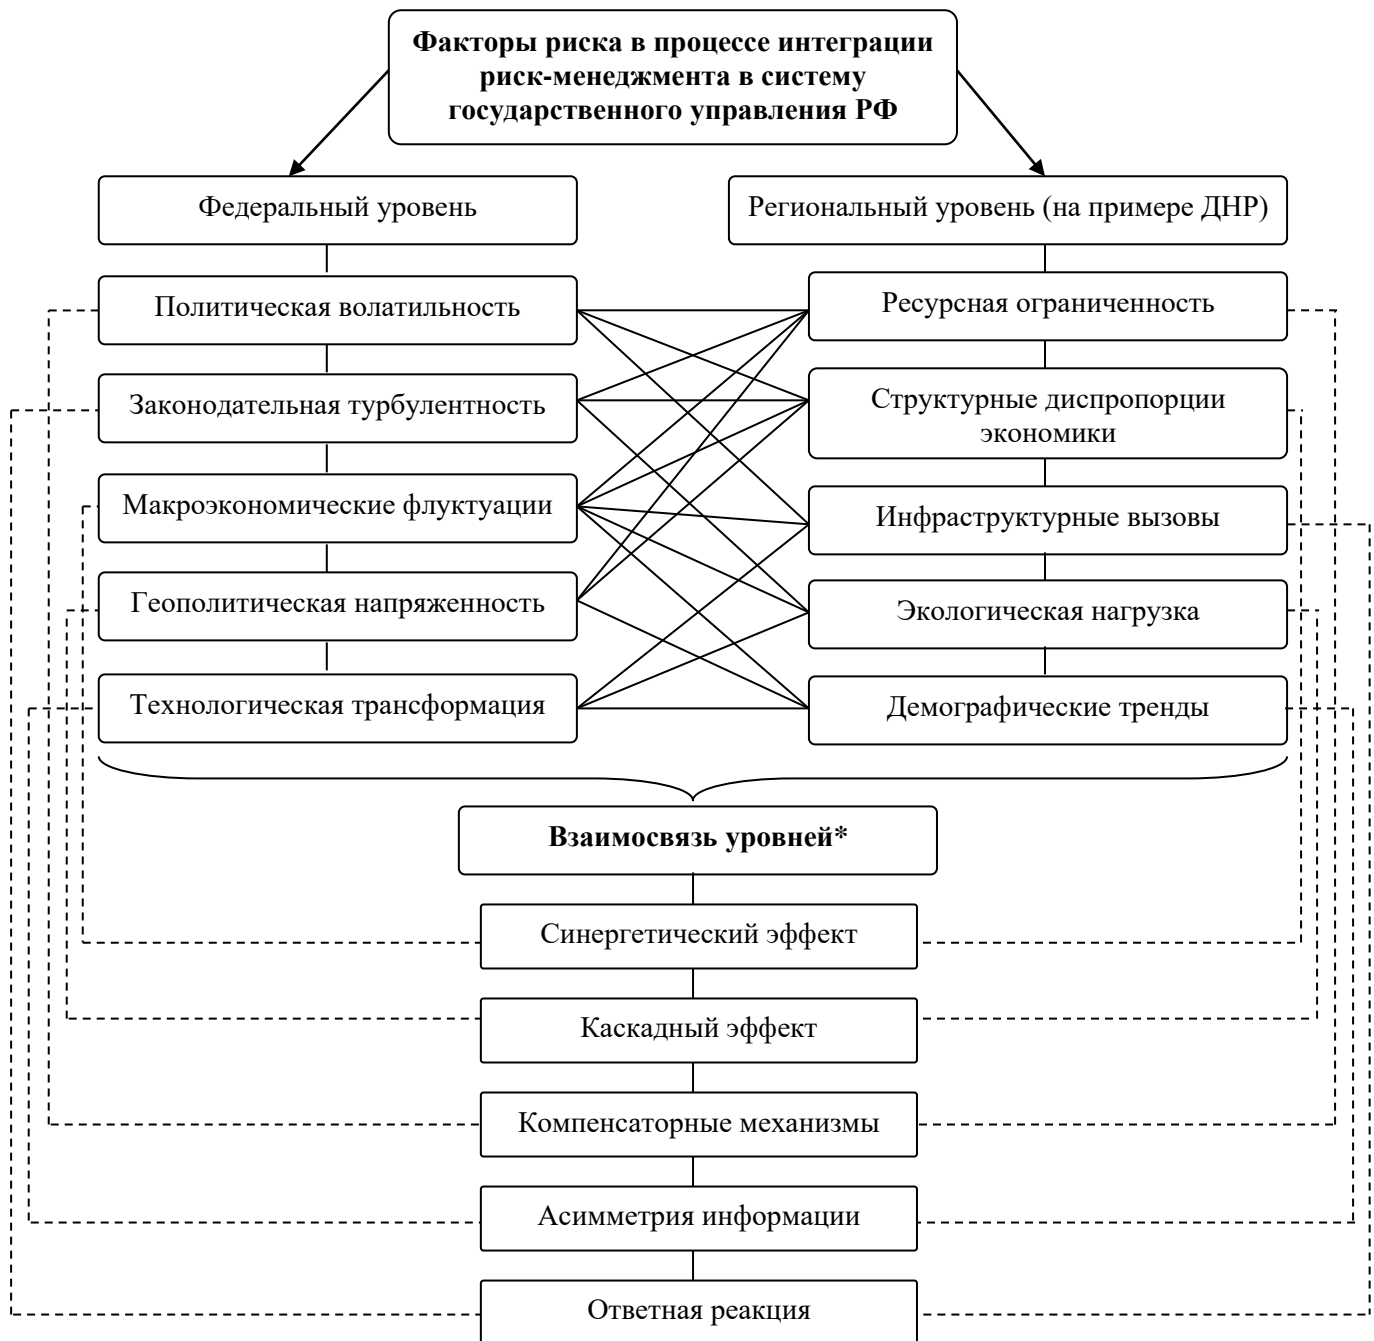 Факторы риска в процессе интеграции
риск-менеджмента в систему
государственного управления РФ
Федеральный уровень
Региональный уровень (на примере ДНР)
Политическая волатильность
Ресурсная ограниченность
Законодательная турбулентность
Структурные диспропорции
экономики
Макроэкономические флуктуации
Инфраструктурные вызовы
Геополитическая напряженность
Экологическая нагрузка
Технологическая трансформация
Демографические тренды
Взаимосвязь уровней*
Синергетический эффект
Каскадный эффект
Компенсаторные механизмы
Асимметрия информации
Ответная реакция